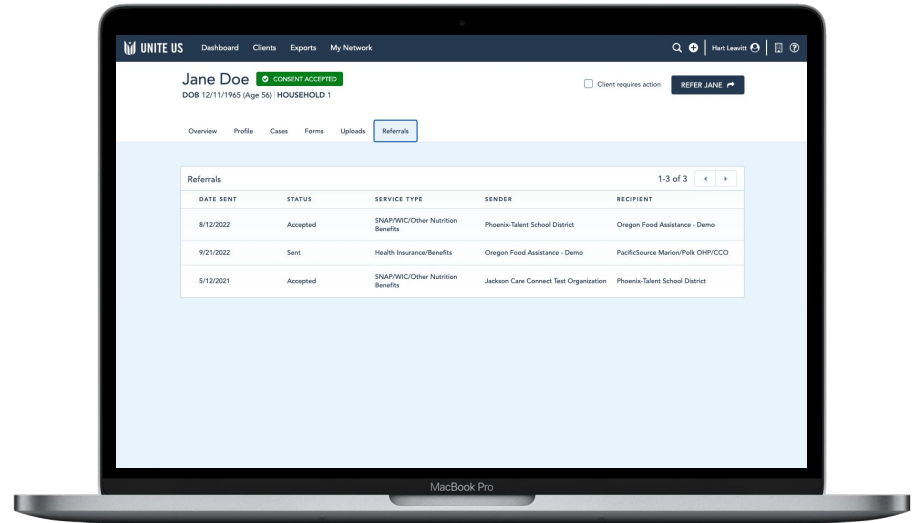 UNITE US Dashboard Clients Exports My Network Hart Leavitt
Jane Doe CONSENT ACCEPTED
Client requires action REFER JANE
DOB 12/11/1965 (Age 56) HOUSEHOLD 1
Overview Profile Cases Forms Uploads Referrals
Referrals 1-3 of 3
DATE SENT STATUS SERVICE TYPE SENDER RECIPIENT
8/12/2022 Accepted SNAP/WIC/Other Nutrition Benefits Phoenix-Talent School District Oregon Food Assistance - Demo
9/21/2022 Sent Health Insurance/Benefits Oregon Food Assistance - Demo PacificSource Marion/Polk OHP/CCO
5/12/2021 Accepted SNAP/WIC/Other Nutrition Benefits Jackson Care Connect Test Organization Phoenix-Talent School District
MacBook Pro